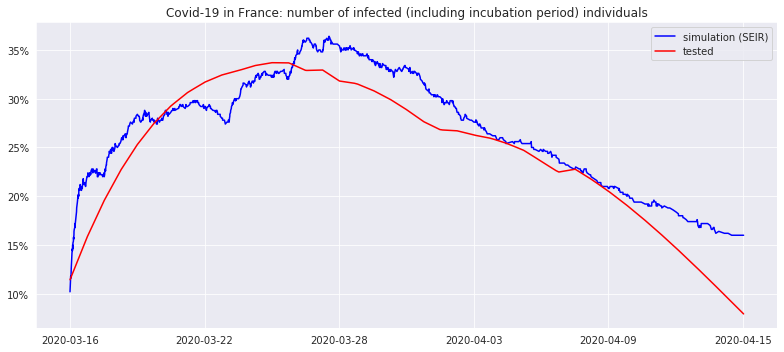 Covid-19 in France: number of infected (including incubation period) individuals
simulation (SEIR)
tested
35%
30%
25%
20%
15%
10%
2020-03-16 2020-03-22 2020-03-28 2020-04-03 2020-04-09 2020-04-15